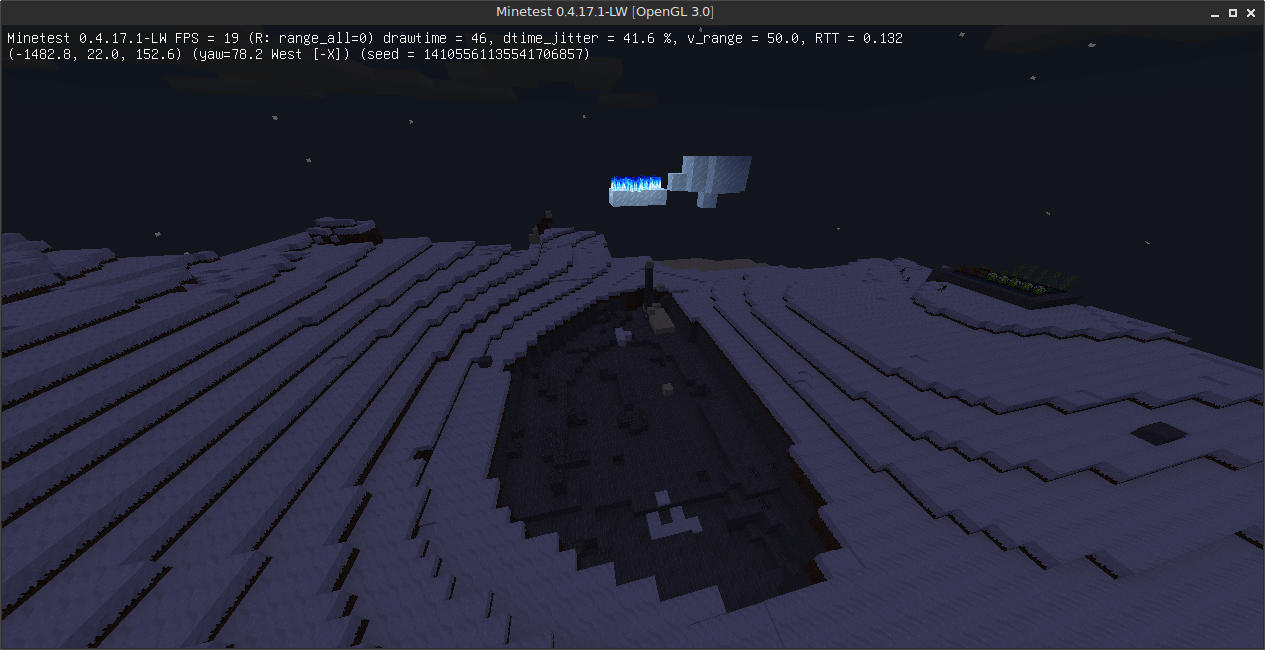 Minetest 0.4.17.1-LW [OpenGL 3.0]
Minetest 0.4.17.1-LW FPS = 19 (R: range_all=0) drawtime = 46, dtime_jitter = 41.6 %, v_range = 50.0, RTT = 0.132
(-1482.8, 22.0, 152.6) (yaw=78.2 West [-X]) (seed = 14105561135541706857)